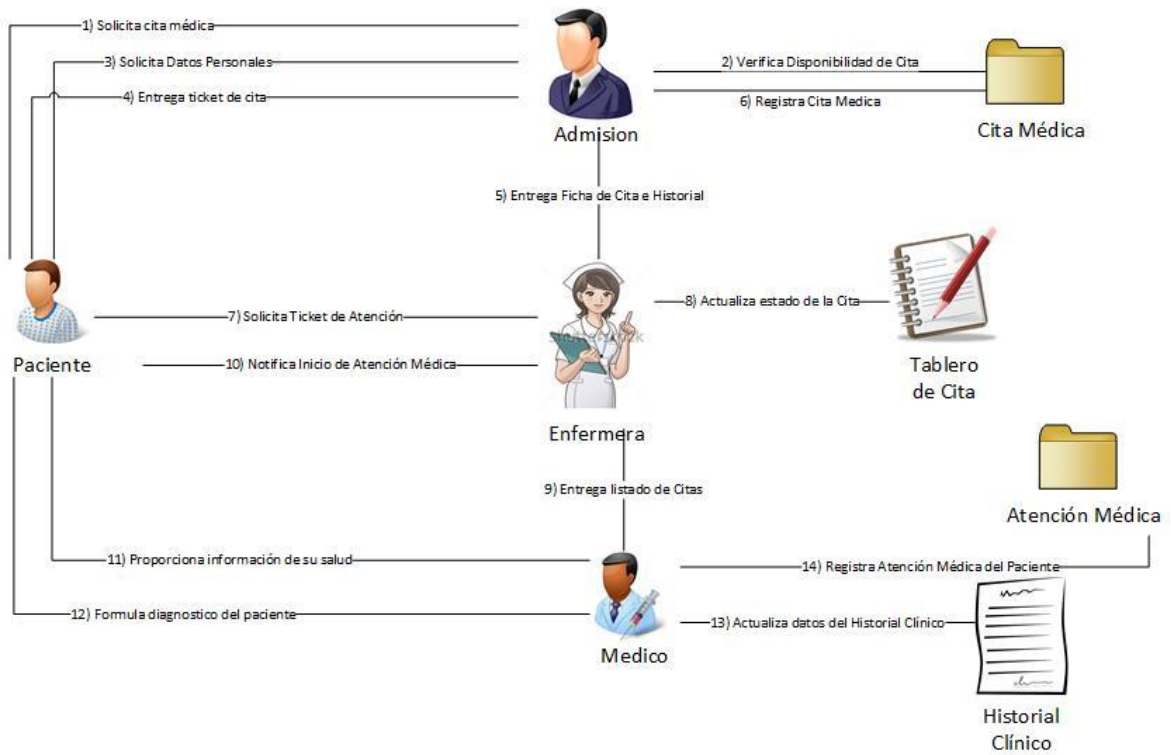 1) Solicita cita médica
3) Solicita Datos Personales
2) Verifica Disponibilidad de Cita
4) Entrega ticket de cita
6) Registra Cita Medica
Admision
Cita Médica
5) Entrega Ficha de Cita e Historial
8) Actualiza estado de la Cita
7) Solicita Ticket de Atención
Paciente
10) Notifica Inicio de Atención Médica
Tablero
de Cita
Enfermera
9) Entrega listado de Citas
Atención Médica
11) Proporciona información de su salud
14) Registra Atención Médica del Paciente
12) Formula diagnostico del paciente
13) Actualiza datos del Historial Clínico
Medico
Historial
Clínico